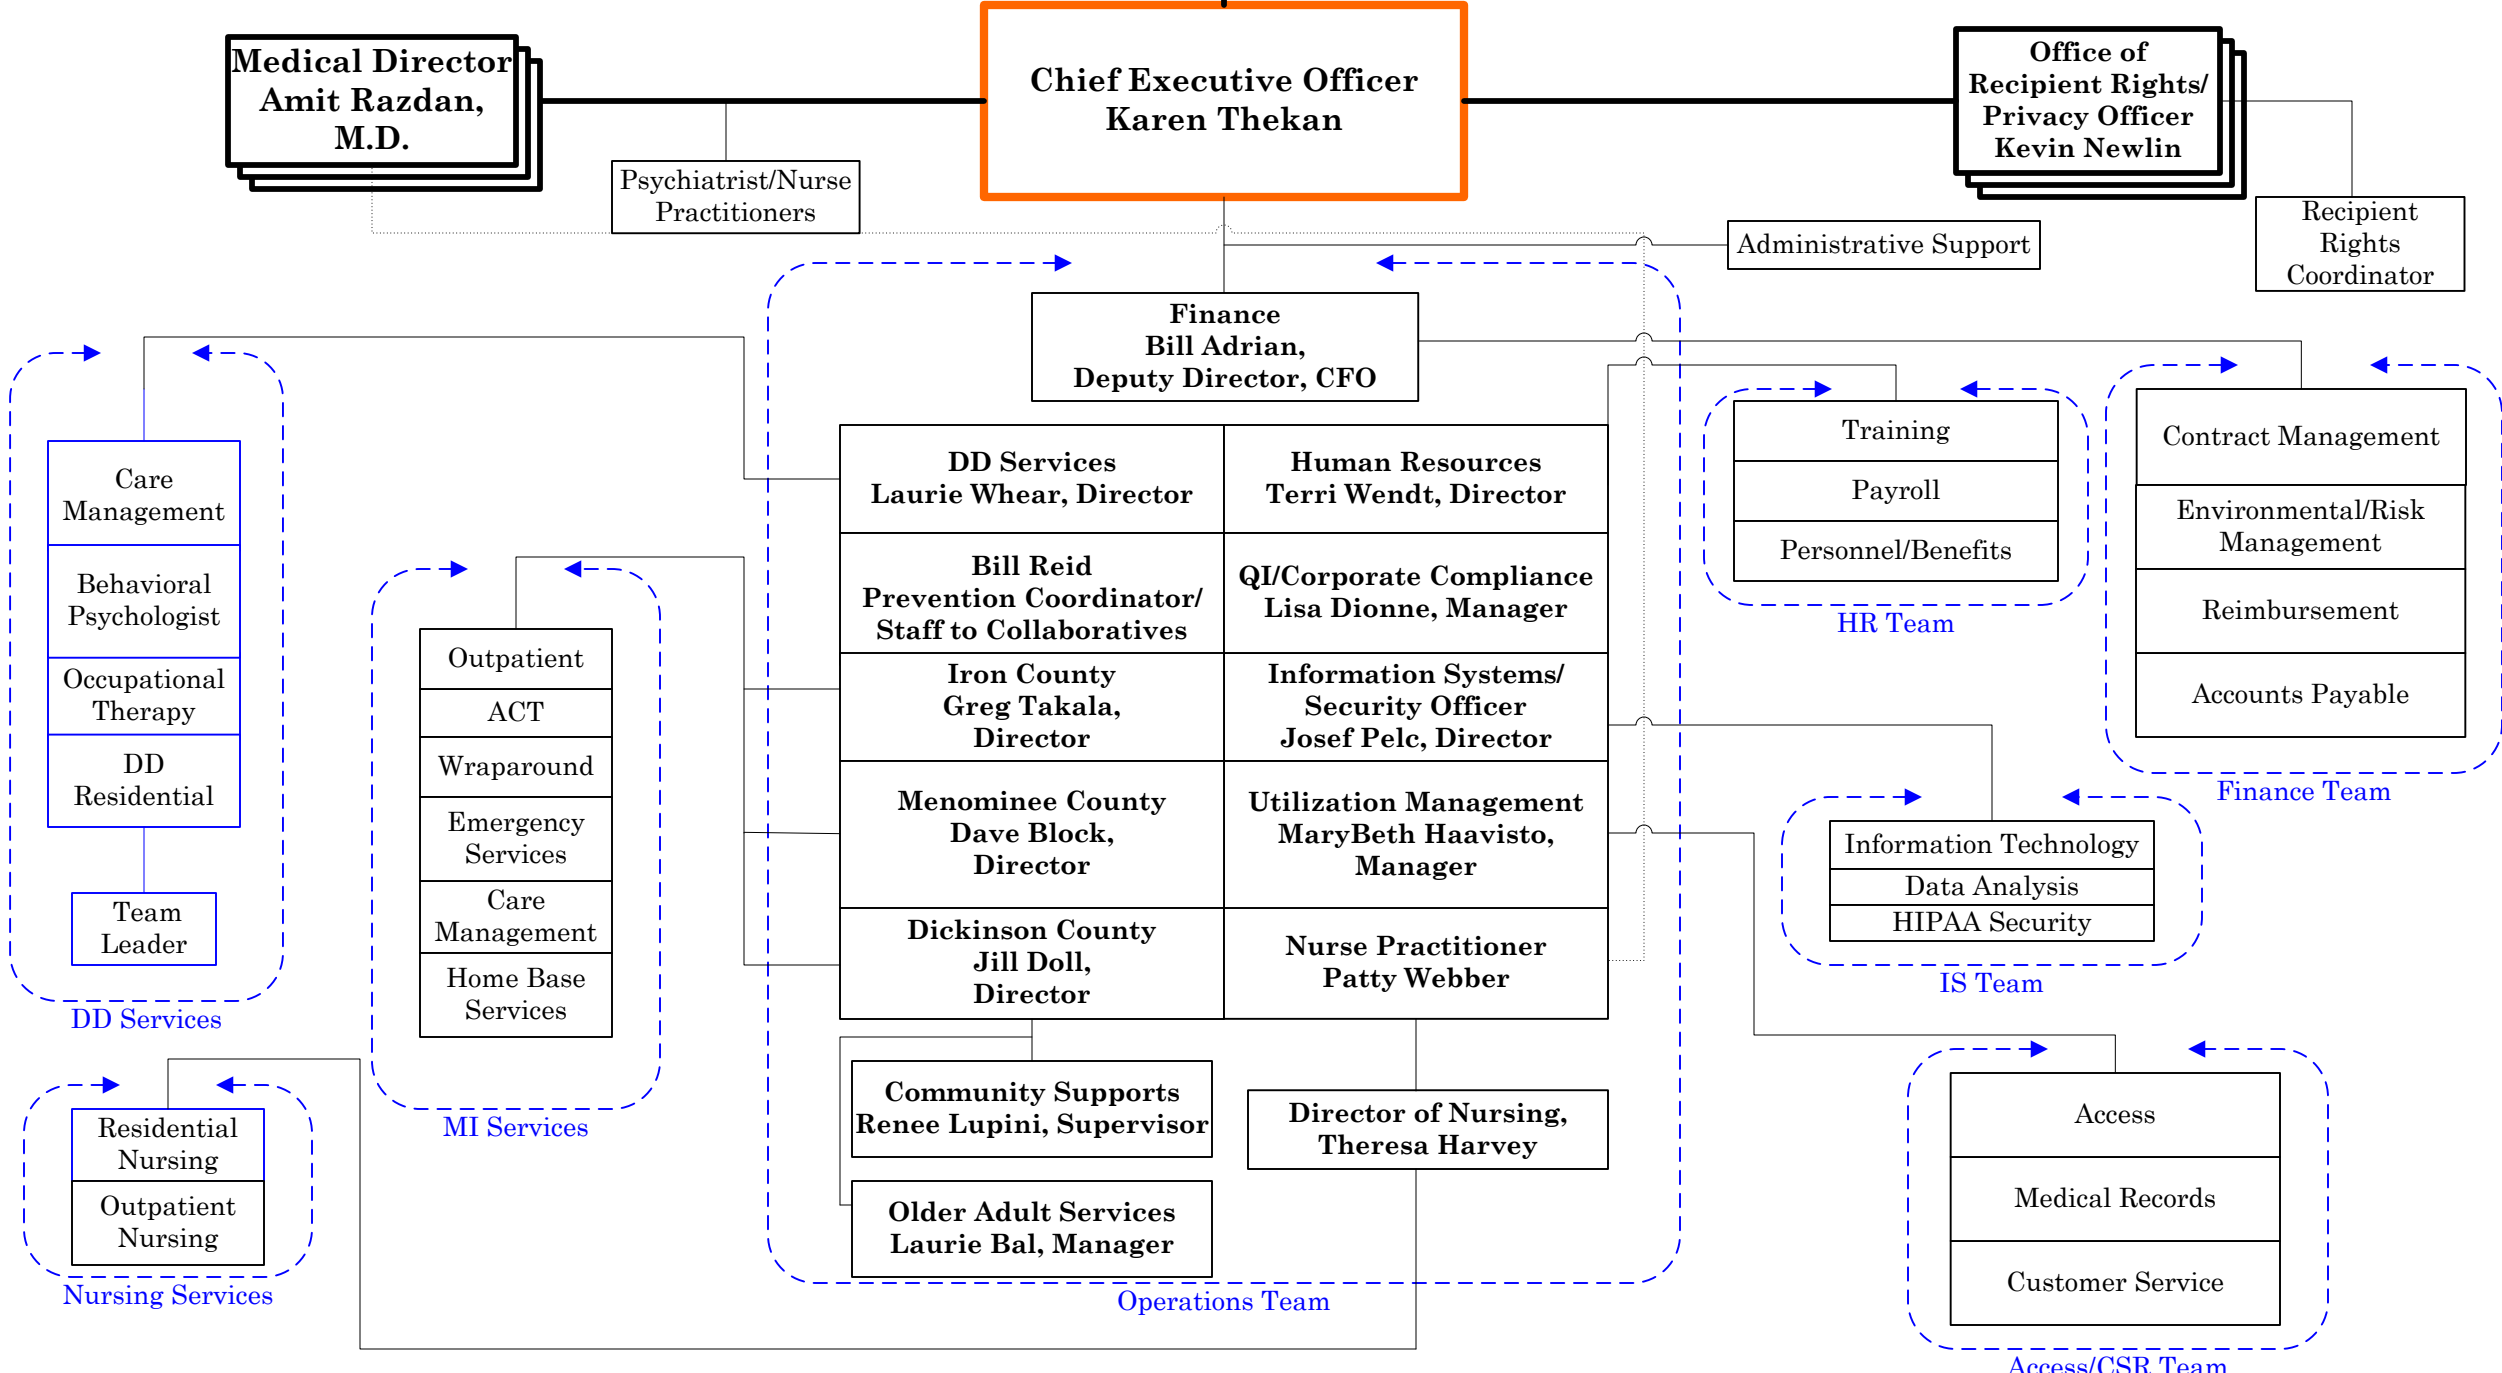 Medical Director
Amit Razdan,
M.D.
Chief Executive Officer
Karen Thekan
Office of
Recipient Rights/
Privacy Officer
Kevin Newlin
Psychiatrist/Nurse
Practitioners
Recipient
Rights
Coordinator
Administrative Support
Finance
Bill Adrian,
Deputy Director, CFO
DD Services
Laurie Whear, Director
Human Resources
Terri Wendt, Director
Bill Reid
Prevention Coordinator/
Staff to Collaboratives
QI/Corporate Compliance
Lisa Dionne, Manager
Iron County
Greg Takala,
Director
Information Systems/
Security Officer
Josef Pelc, Director
Menominee County
Dave Block,
Director
Utilization Management
MaryBeth Haavisto,
Manager
Dickinson County
Jill Doll,
Director
Nurse Practitioner
Patty Webber
Community Supports
Renee Lupini, Supervisor
Director of Nursing,
Theresa Harvey
Older Adult Services
Laurie Bal, Manager
Operations Team
Care
Management
Behavioral
Psychologist
Occupational
Therapy
DD
Residential
Team
Leader
DD Services
Residential
Nursing
Outpatient
Nursing
Nursing Services
Outpatient
ACT
Wraparound
Emergency
Services
Care
Management
Home Base
Services
MI Services
Training
Payroll
Personnel/Benefits
HR Team
Contract Management
Environmental/Risk
Management
Reimbursement
Accounts Payable
Finance Team
Information Technology
Data Analysis
HIPAA Security
IS Team
Access
Medical Records
Customer Service
Access/CSR Team